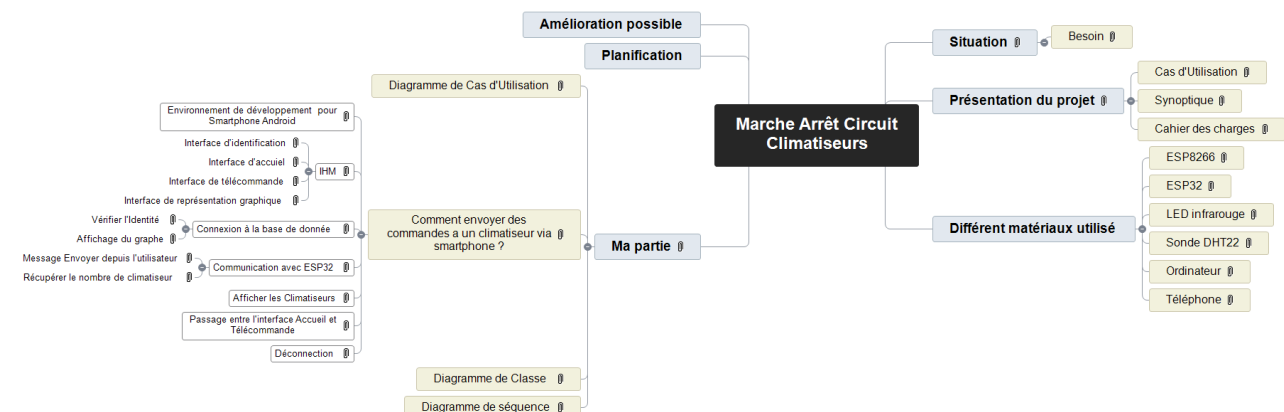 Marche Arrêt Circuit
Climatiseurs
Situation
Besoin
Présentation du projet
Cas d'Utilisation
Synoptique
Cahier des charges
Différent matériaux utilisé
ESP8266
ESP32
LED infrarouge
Sonde DHT22
Ordinateur
Téléphone
Amélioration possible
Planification
Ma partie
Diagramme de Cas d'Utilisation
Comment envoyer des
commandes a un climatiseur via
smartphone ?
Environnement de développement pour
Smartphone Android
IHM
Interface d'identification
Interface d'accuiel
Interface de télécommande
Interface de représentation graphique
Connexion à la base de donnée
Vérifier l'Identité
Affichage du graphe
Communication avec ESP32
Message Envoyer depuis l'utilisateur
Récupérer le nombre de climatiseur
Afficher les Climatiseurs
Passage entre l'interface Accueil et
Télécommande
Déconnection
Diagramme de Classe
Diagramme de séquence